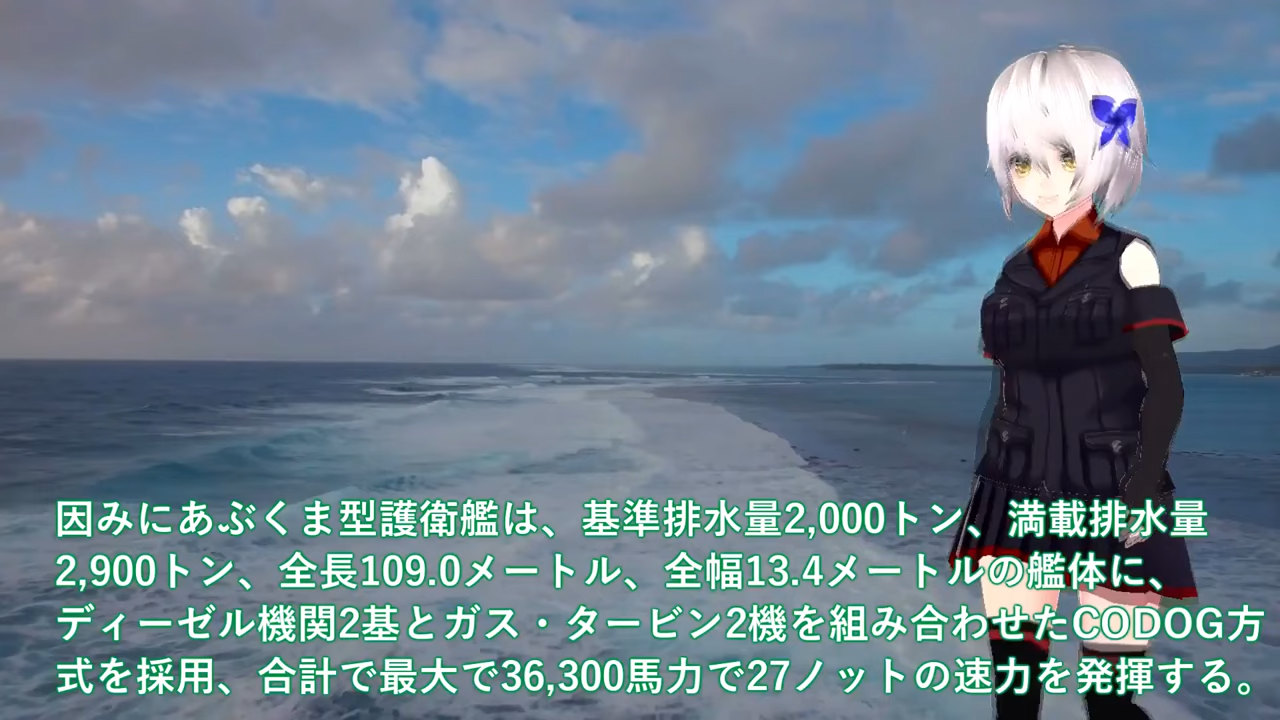 因みにあぶくま型護衛艦は、基準排水量2,000トン、満載排水量
2,900トン、全長109.0メートル、全幅13.4メートルの艦体に、
ディーゼル機関2基とガス・タービン2機を組み合わせたCODOG方
式を採用、合計で最大で36,300馬力で27ノットの速力を発揮する。